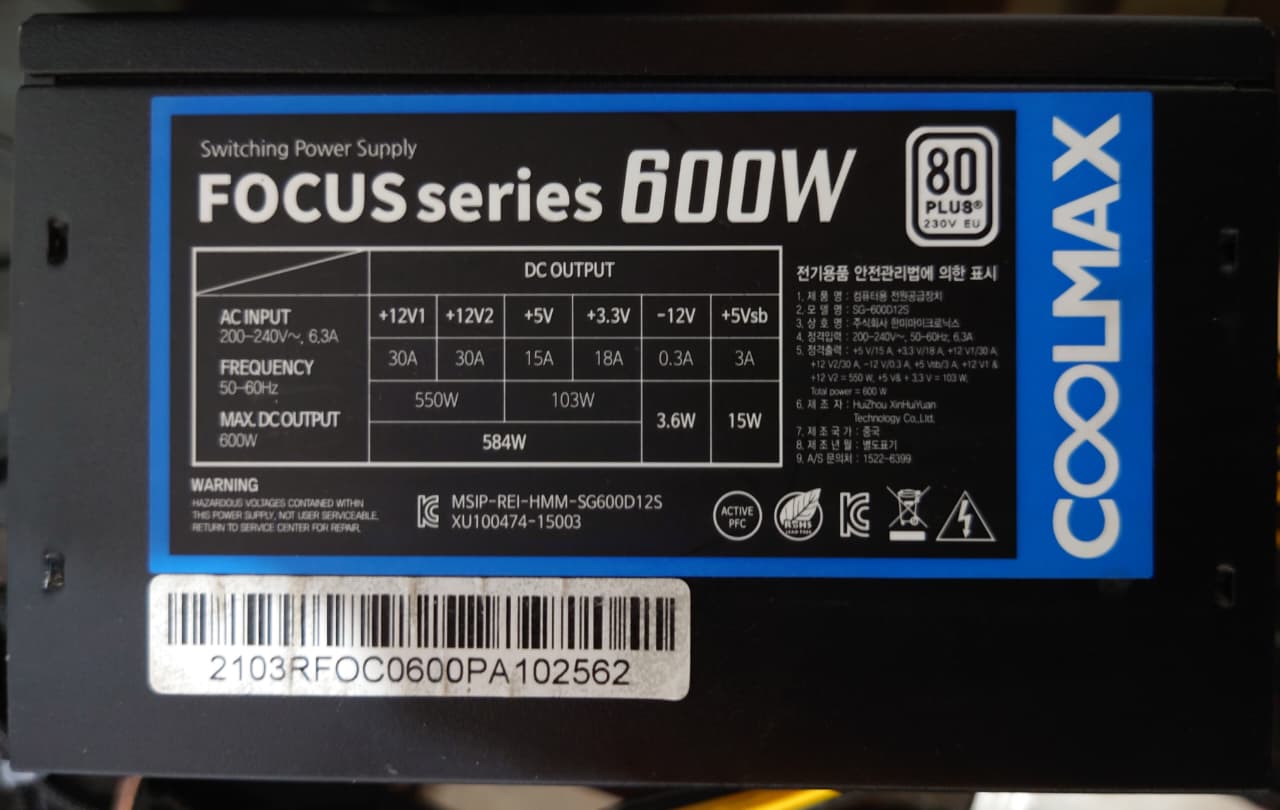 Switching Power Supply
FOCUS series 600W
80
PLUS®
230V EU
COOLMAX
DC OUTPUT
AC INPUT
200-240V~, 6.3A
FREQUENCY
50-60Hz
MAX. DC OUTPUT
600W
+12V1 +12V2 +5V +3.3V -12V +5Vsb
30A 30A 15A 18A 0.3A 3A
550W 103W
3.6W 15W
584W
전기용품 안전관리법에 의한 표시
1. 제 품 명 : 컴퓨터용 전원공급장치
2. 모 델 명 : SG-600D12S
3. 상 호 명 : 주식회사 한미마이크로닉스
4. 정격입력 : 200-240V~, 50-60Hz, 6.3A
5. 정격출력 : +5 V/15 A, +3.3 V/18 A, +12 V1/30 A,
+12 V2/30 A, -12 V/0.3 A, +5 Vsb/3 A, +12 V1 &
+12 V2 = 550 W, +5 V& + 3.3 V = 103 W,
Total power = 600 W
6. 제 조 자 : HuiZhou XinHuiYuan
Technology Co.,Ltd.
7. 제 조 국 가 : 중국
8. 제 조 년 월 : 별도표기
9. A/S 문의처 : 1522-6399
WARNING
HAZARDOUS VOLTAGES CONTAINED WITHIN
THIS POWER SUPPLY, NOT USER SERVICEABLE.
RETURN TO SERVICE CENTER FOR REPAIR.
MSIP-REI-HMM-SG600D12S
XU100474-15003
ACTIVE
PFC
RoHS
LEAD FREE
2103RFOC0600PA102562